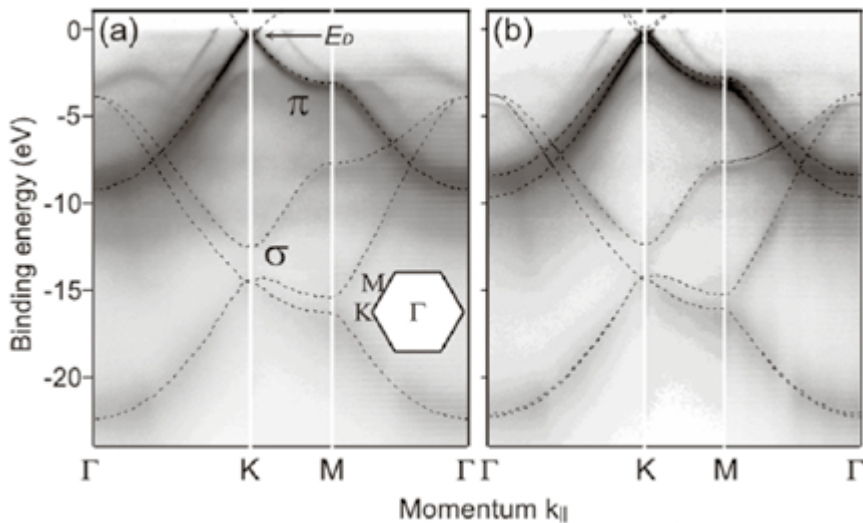 (a)
E_D
(b)
Binding energy (eV)
0
-5
-10
-15
-20
π
σ
M
K
Γ
Γ K M Γ
Γ K M Γ
Momentum k||